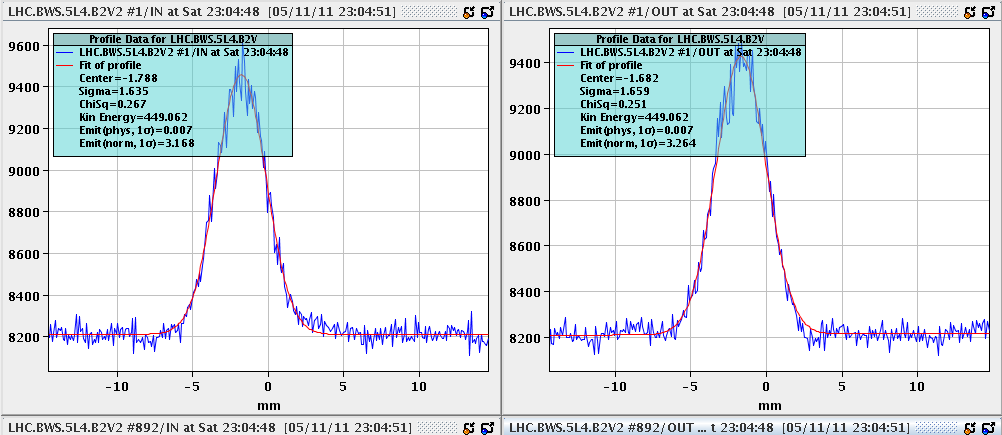 LHC.BWS.5L4.B2V2 #1/IN at Sat 23:04:48 [05/11/11 23:04:51]
Profile Data for LHC.BWS.5L4.B2V
LHC.BWS.5L4.B2V2 #1/IN at Sat 23:04:48
Fit of profile
Center=-1.788
Sigma=1.635
ChiSq=0.267
Kin Energy=449.062
Emit(phys, 1σ)=0.007
Emit(norm, 1σ)=3.168
9600
9400
9200
9000
8800
8600
8400
8200
-10 -5 0 5 10
mm
LHC.BWS.5L4.B2V2 #1/OUT at Sat 23:04:48 [05/11/11 23:04:51]
Profile Data for LHC.BWS.5L4.B2V
LHC.BWS.5L4.B2V2 #1/OUT at Sat 23:04:48
Fit of profile
Center=-1.682
Sigma=1.659
ChiSq=0.251
Kin Energy=449.062
Emit(phys, 1σ)=0.007
Emit(norm, 1σ)=3.264
9400
9200
9000
8800
8600
8400
8200
-10 -5 0 5 10
mm
LHC.BWS.5L4.B2V2 #892/IN at Sat 23:04:48 [05/11/11 23:04:51]
LHC.BWS.5L4.B2V2 #892/OUT ... t 23:04:48 [05/11/11 23:04:51]